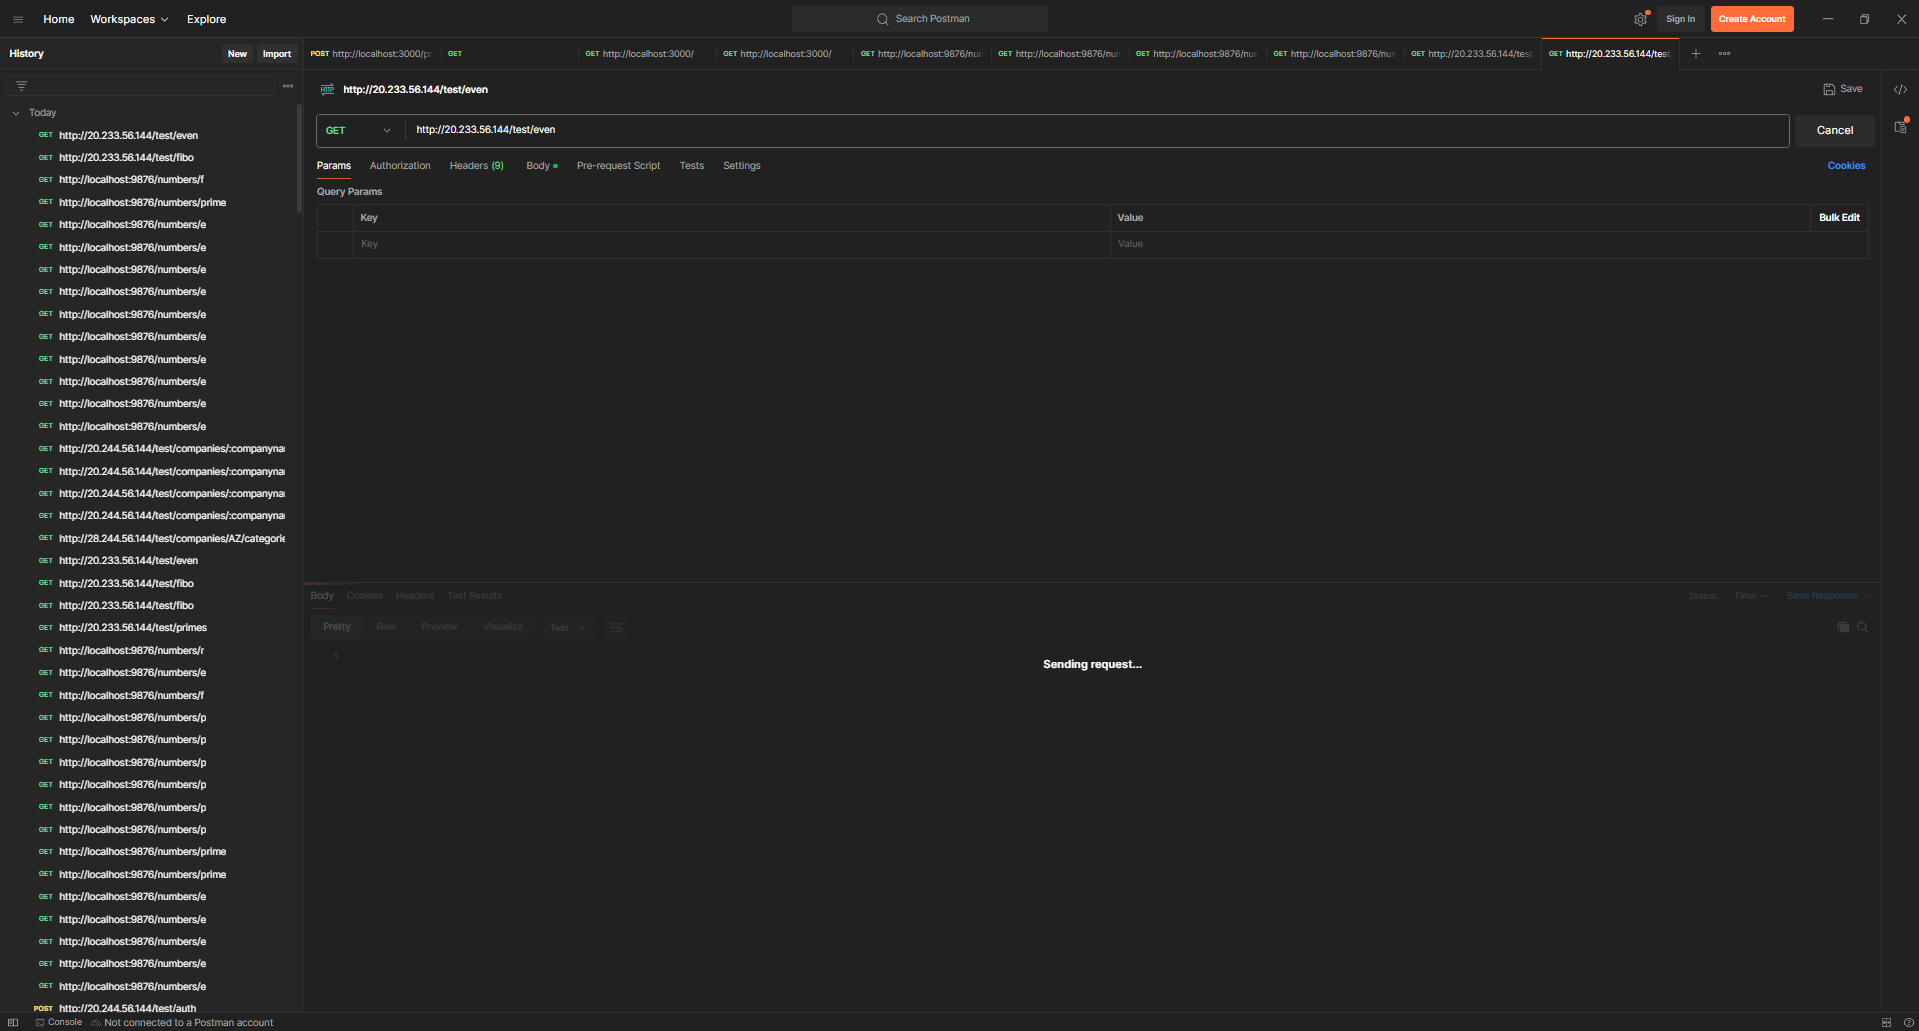 Home Workspaces Explore Search Postman Sign In Create Account
History New Import
POST http://localhost:3000/pr GET GET http://localhost:3000/ GET http://localhost:3000/ GET http://localhost:9876/nun GET http://localhost:9876/nun GET http://localhost:9876/nun GET http://localhost:9876/nun GET http://20.233.56.144/test, GET http://20.233.56.144/test,
HTTP http://20.233.56.144/test/even Save
GET http://20.233.56.144/test/even Cancel
Params Authorization Headers (9) Body Pre-request Script Tests Settings Cookies
Query Params
Key Value Bulk Edit
Key Value
Today
GET http://20.233.56.144/test/even
GET http://20.233.56.144/test/fibo
GET http://localhost:9876/numbers/f
GET http://localhost:9876/numbers/prime
GET http://localhost:9876/numbers/e
GET http://localhost:9876/numbers/e
GET http://localhost:9876/numbers/e
GET http://localhost:9876/numbers/e
GET http://localhost:9876/numbers/e
GET http://localhost:9876/numbers/e
GET http://localhost:9876/numbers/e
GET http://localhost:9876/numbers/e
GET http://localhost:9876/numbers/e
GET http://localhost:9876/numbers/e
GET http://20.244.56.144/test/companies/:companynar
GET http://20.244.56.144/test/companies/:companynar
GET http://20.244.56.144/test/companies/:companynar
GET http://20.244.56.144/test/companies/:companynar
GET http://28.244.56.144/test/companies/AZ/categorie
GET http://20.233.56.144/test/even
GET http://20.233.56.144/test/fibo
GET http://20.233.56.144/test/fibo
GET http://20.233.56.144/test/primes
GET http://localhost:9876/numbers/r
GET http://localhost:9876/numbers/e
GET http://localhost:9876/numbers/f
GET http://localhost:9876/numbers/p
GET http://localhost:9876/numbers/p
GET http://localhost:9876/numbers/p
GET http://localhost:9876/numbers/p
GET http://localhost:9876/numbers/p
GET http://localhost:9876/numbers/p
GET http://localhost:9876/numbers/prime
GET http://localhost:9876/numbers/prime
GET http://localhost:9876/numbers/e
GET http://localhost:9876/numbers/e
GET http://localhost:9876/numbers/e
GET http://localhost:9876/numbers/e
GET http://localhost:9876/numbers/e
POST http://20.244.56.144/test/auth
Body Cookies Headers Test Results Status: Time: -- Save Response
Pretty Raw Preview Visualize Text
1
Sending request...
Console Not connected to a Postman account